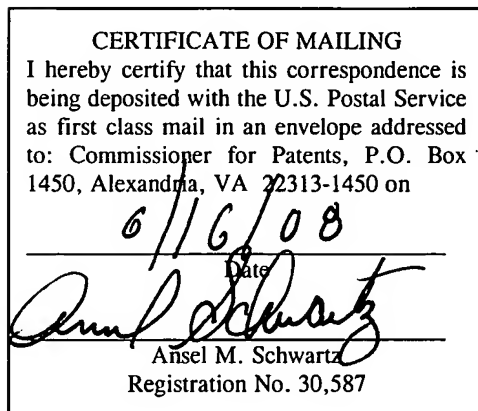 CERTIFICATE OF MAILING
I hereby certify that this correspondence is
being deposited with the U.S. Postal Service
as first class mail in an envelope addressed
to: Commissioner for Patents, P.O. Box
1450, Alexandria, VA 22313-1450 on
6/16/08
Date
Ansel Schwartz
Ansel M. Schwartz
Registration No. 30,587